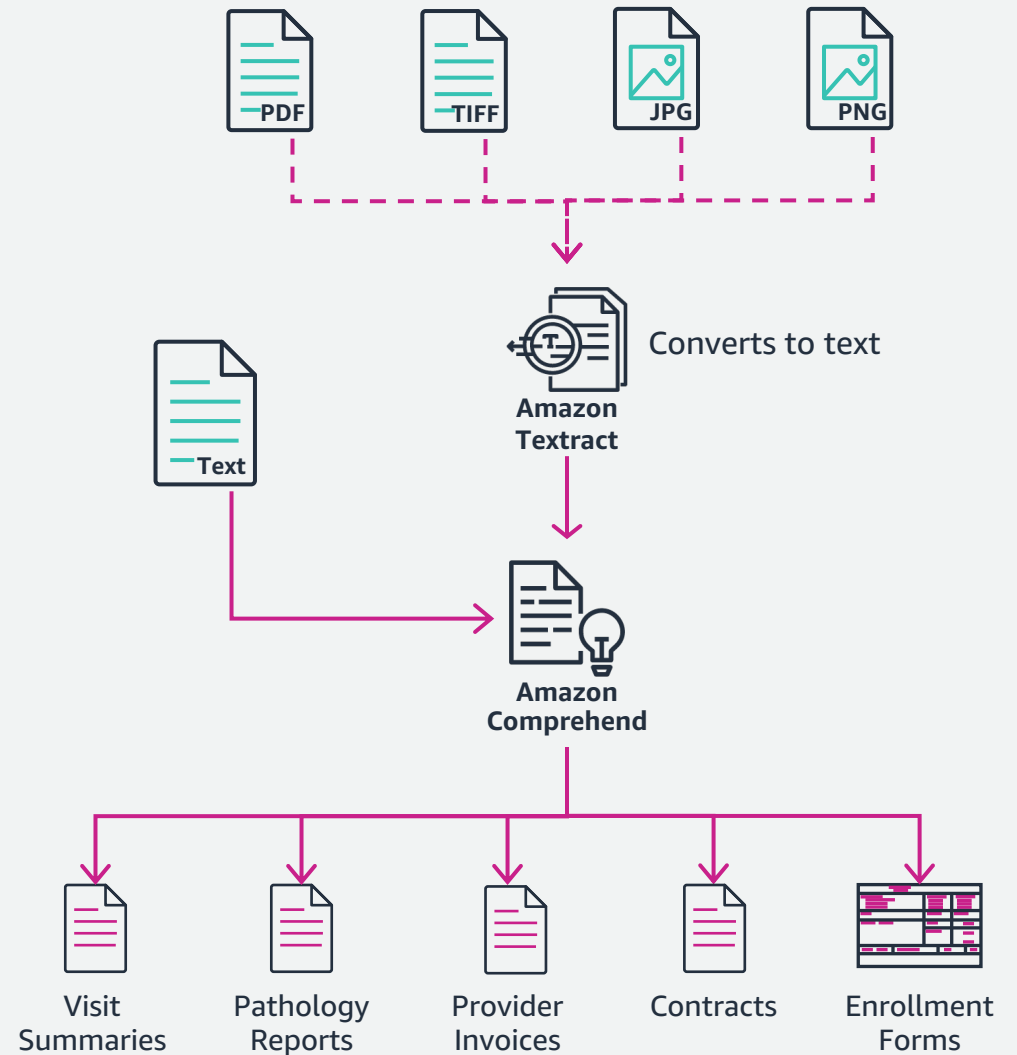 PDF
TIFF
JPG
PNG
T
Converts to text
Amazon
Textract
Text
Amazon
Comprehend
Visit
Summaries
Pathology
Reports
Provider
Invoices
Contracts
Enrollment
Forms